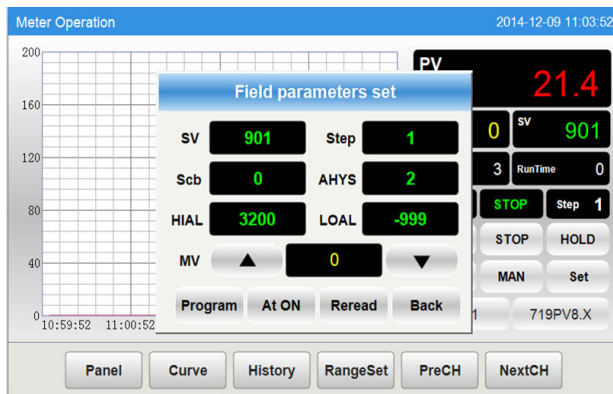 Meter Operation 2014-12-09 11:03:52
200
160
120
80
40
0
10:59:52 11:00:52
PV
21.4
0 SV 901
3 RunTime 0
STOP Step 1
STOP HOLD
MAN Set
1 719PV8.X
Field parameters set
SV 901 Step 1
Scb 0 AHYS 2
HIAL 3200 LOAL -999
MV ▲ 0 ▼
Program At ON Reread Back
Panel Curve History RangeSet PreCH NextCH